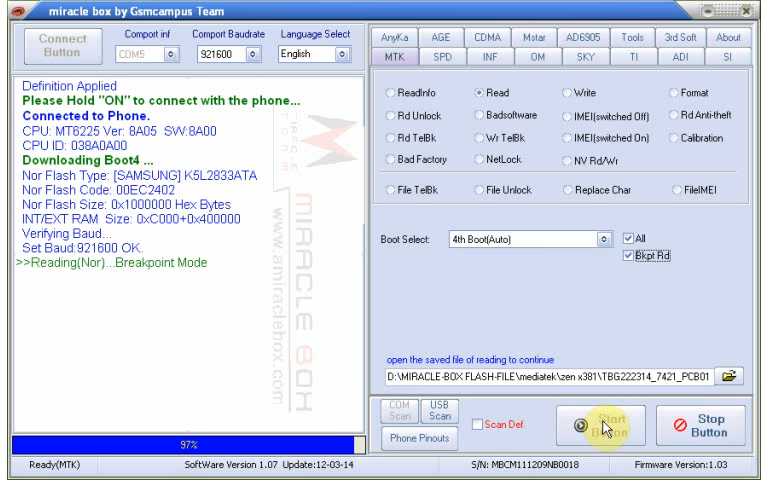 miracle box by Gsmcampus Team
Connect Button
Comport inf
COM5
Comport Baudrate
921600
Language Select
English
Definition Applied
Please Hold "ON" to connect with the phone...
Connected to Phone.
CPU: MT6225 Ver: 8A05 SW:8A00
CPU ID: 038A0A00
Downloading Boot4 ...
Nor Flash Type: [SAMSUNG] K5L2833ATA
Nor Flash Code: 00EC2402
Nor Flash Size: 0x1000000 Hex Bytes
INT/EXT RAM Size: 0xC000+0x400000
Verifying Baud...
Set Baud:921600 OK.
>>Reading(Nor)...Breakpoint Mode
MIRACLE BOX
www.amiraclebox.com
97%
AnyKa AGE CDMA Mstar AD6905 Tools 3rd Soft About
MTK SPD INF OM SKY TI ADI SI
ReadInfo Read Write Format
Rd Unlock Badsoftware IMEI(switched Off) Rd Anti-theft
Rd TelBk Wr TelBk IMEI(switched On) Calibration
Bad Factory NetLock NV Rd/Wr
File TelBk File Unlock Replace Char FileIMEI
Boot Select: 4th Boot(Auto) All
Bkpt Rd
open the saved file of reading to continue
D:\MIRACLE-BOX FLASH-FILE\mediatek\zen x381\TBG222314_7421_PCB01
COM Scan
USB Scan
Phone Pinouts
Scan Def
Start Button
Stop Button
Ready(MTK) SoftWare Version 1.07 Update:12-03-14 S/N: MBCM111209NB0018 Firmware Version:1.03